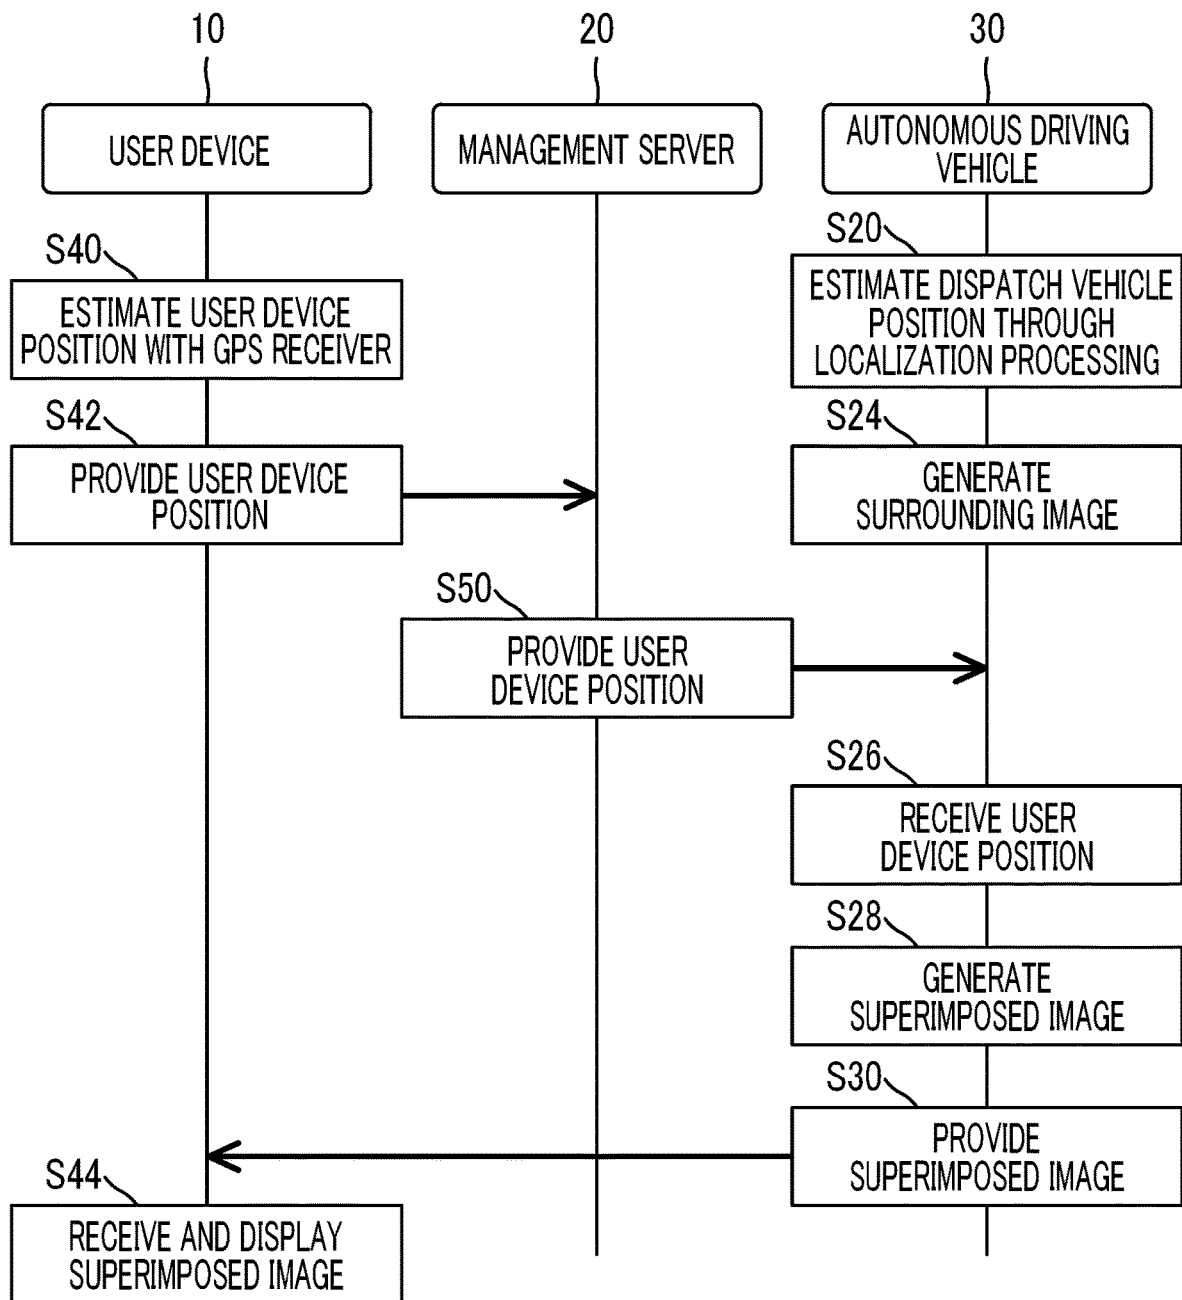 10
20
30
USER DEVICE
MANAGEMENT SERVER
AUTONOMOUS DRIVING
VEHICLE
S40
ESTIMATE USER DEVICE
POSITION WITH GPS RECEIVER
S20
ESTIMATE DISPATCH VEHICLE
POSITION THROUGH
LOCALIZATION PROCESSING
S42
PROVIDE USER DEVICE
POSITION
S24
GENERATE
SURROUNDING IMAGE
S50
PROVIDE USER
DEVICE POSITION
S26
RECEIVE USER
DEVICE POSITION
S28
GENERATE
SUPERIMPOSED IMAGE
S30
PROVIDE
SUPERIMPOSED IMAGE
S44
RECEIVE AND DISPLAY
SUPERIMPOSED IMAGE